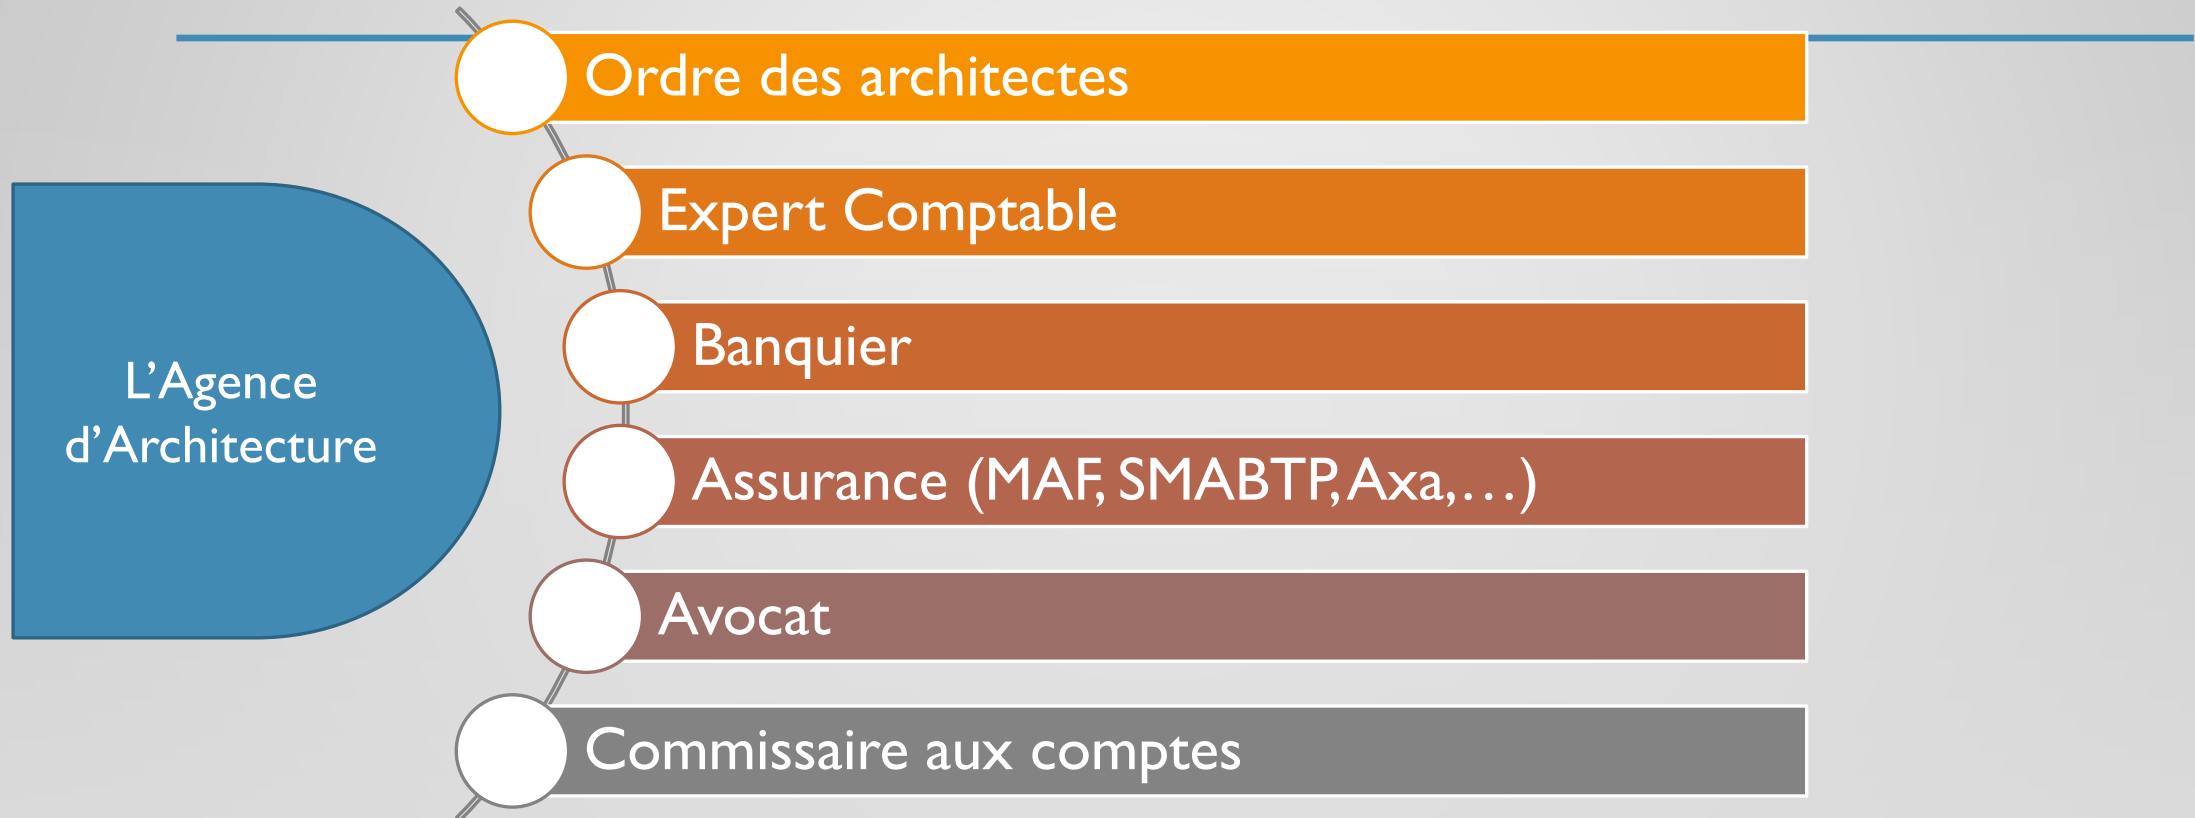 Ordre des architectes
Expert Comptable
Banquier
L’Agence
d’Architecture
Assurance (MAF, SMABTP, Axa,…)
Avocat
Commissaire aux comptes